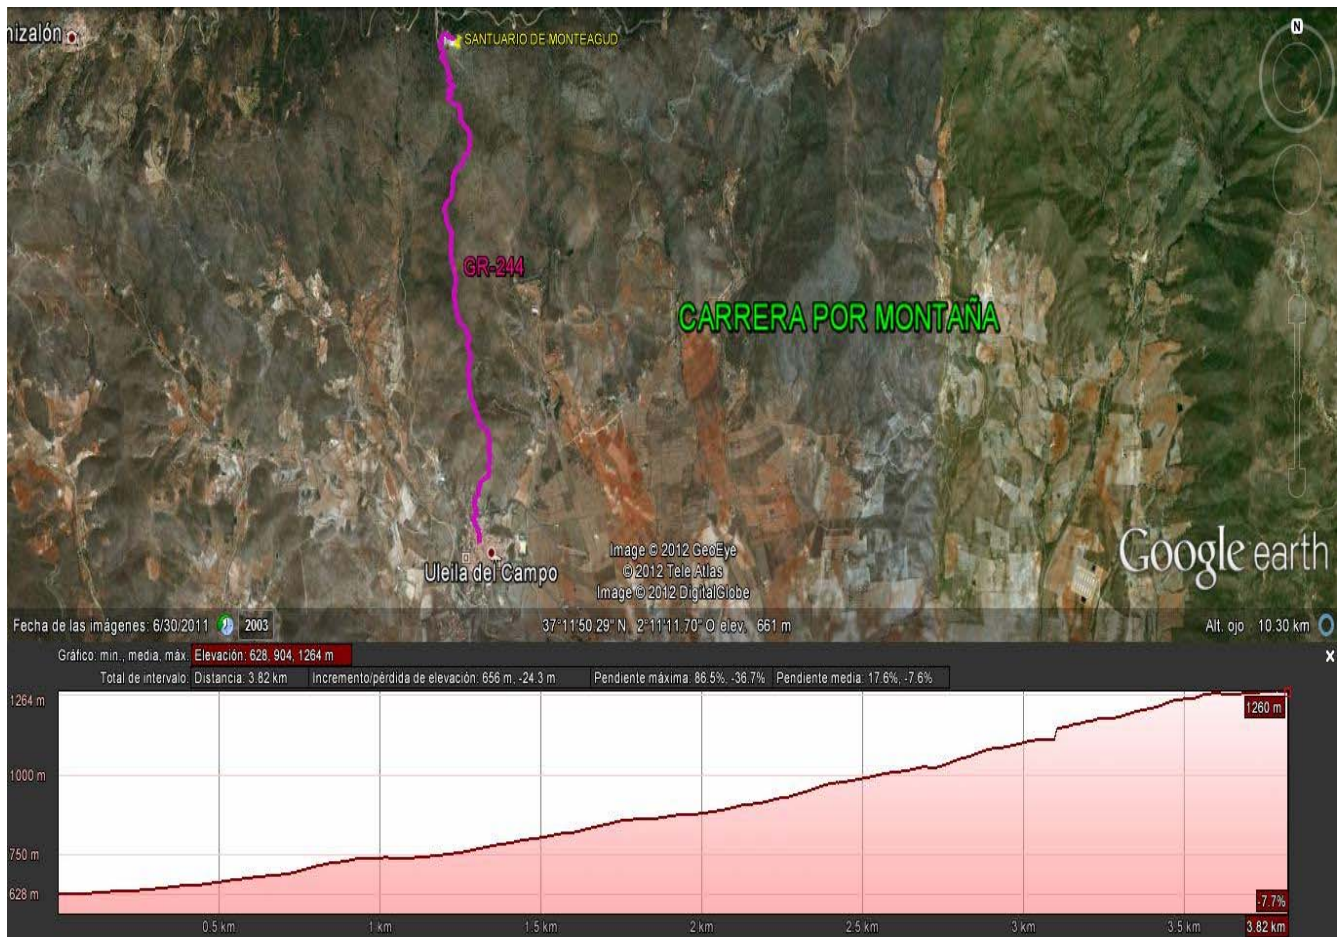 nizalón
N
SANTUARIO DE MONTEAGUD
GR-244
CARRERA POR MONTAÑA
Google earth
Image © 2012 GeoEye
© 2012 Tele Atlas
Image © 2012 DigitalGlobe
Uleila del Campo
Fecha de las imágenes: 6/30/2011 2003 37°11'50.29" N 2°11'11.70" O elev. 661 m Alt. ojo 10.30 km
Gráfico: min., media, máx. Elevación: 628, 904, 1264 m
Total de intervalo: Distancia: 3.82 km Incremento/pérdida de elevación: 656 m, -24.3 m Pendiente máxima: 86.5%, -36.7% Pendiente media: 17.6%, -7.6%
1264 m
1260 m
1000 m
750 m
628 m
-7.7%
0.5 km 1 km 1.5 km 2 km 2.5 km 3 km 3.5 km 3.82 km